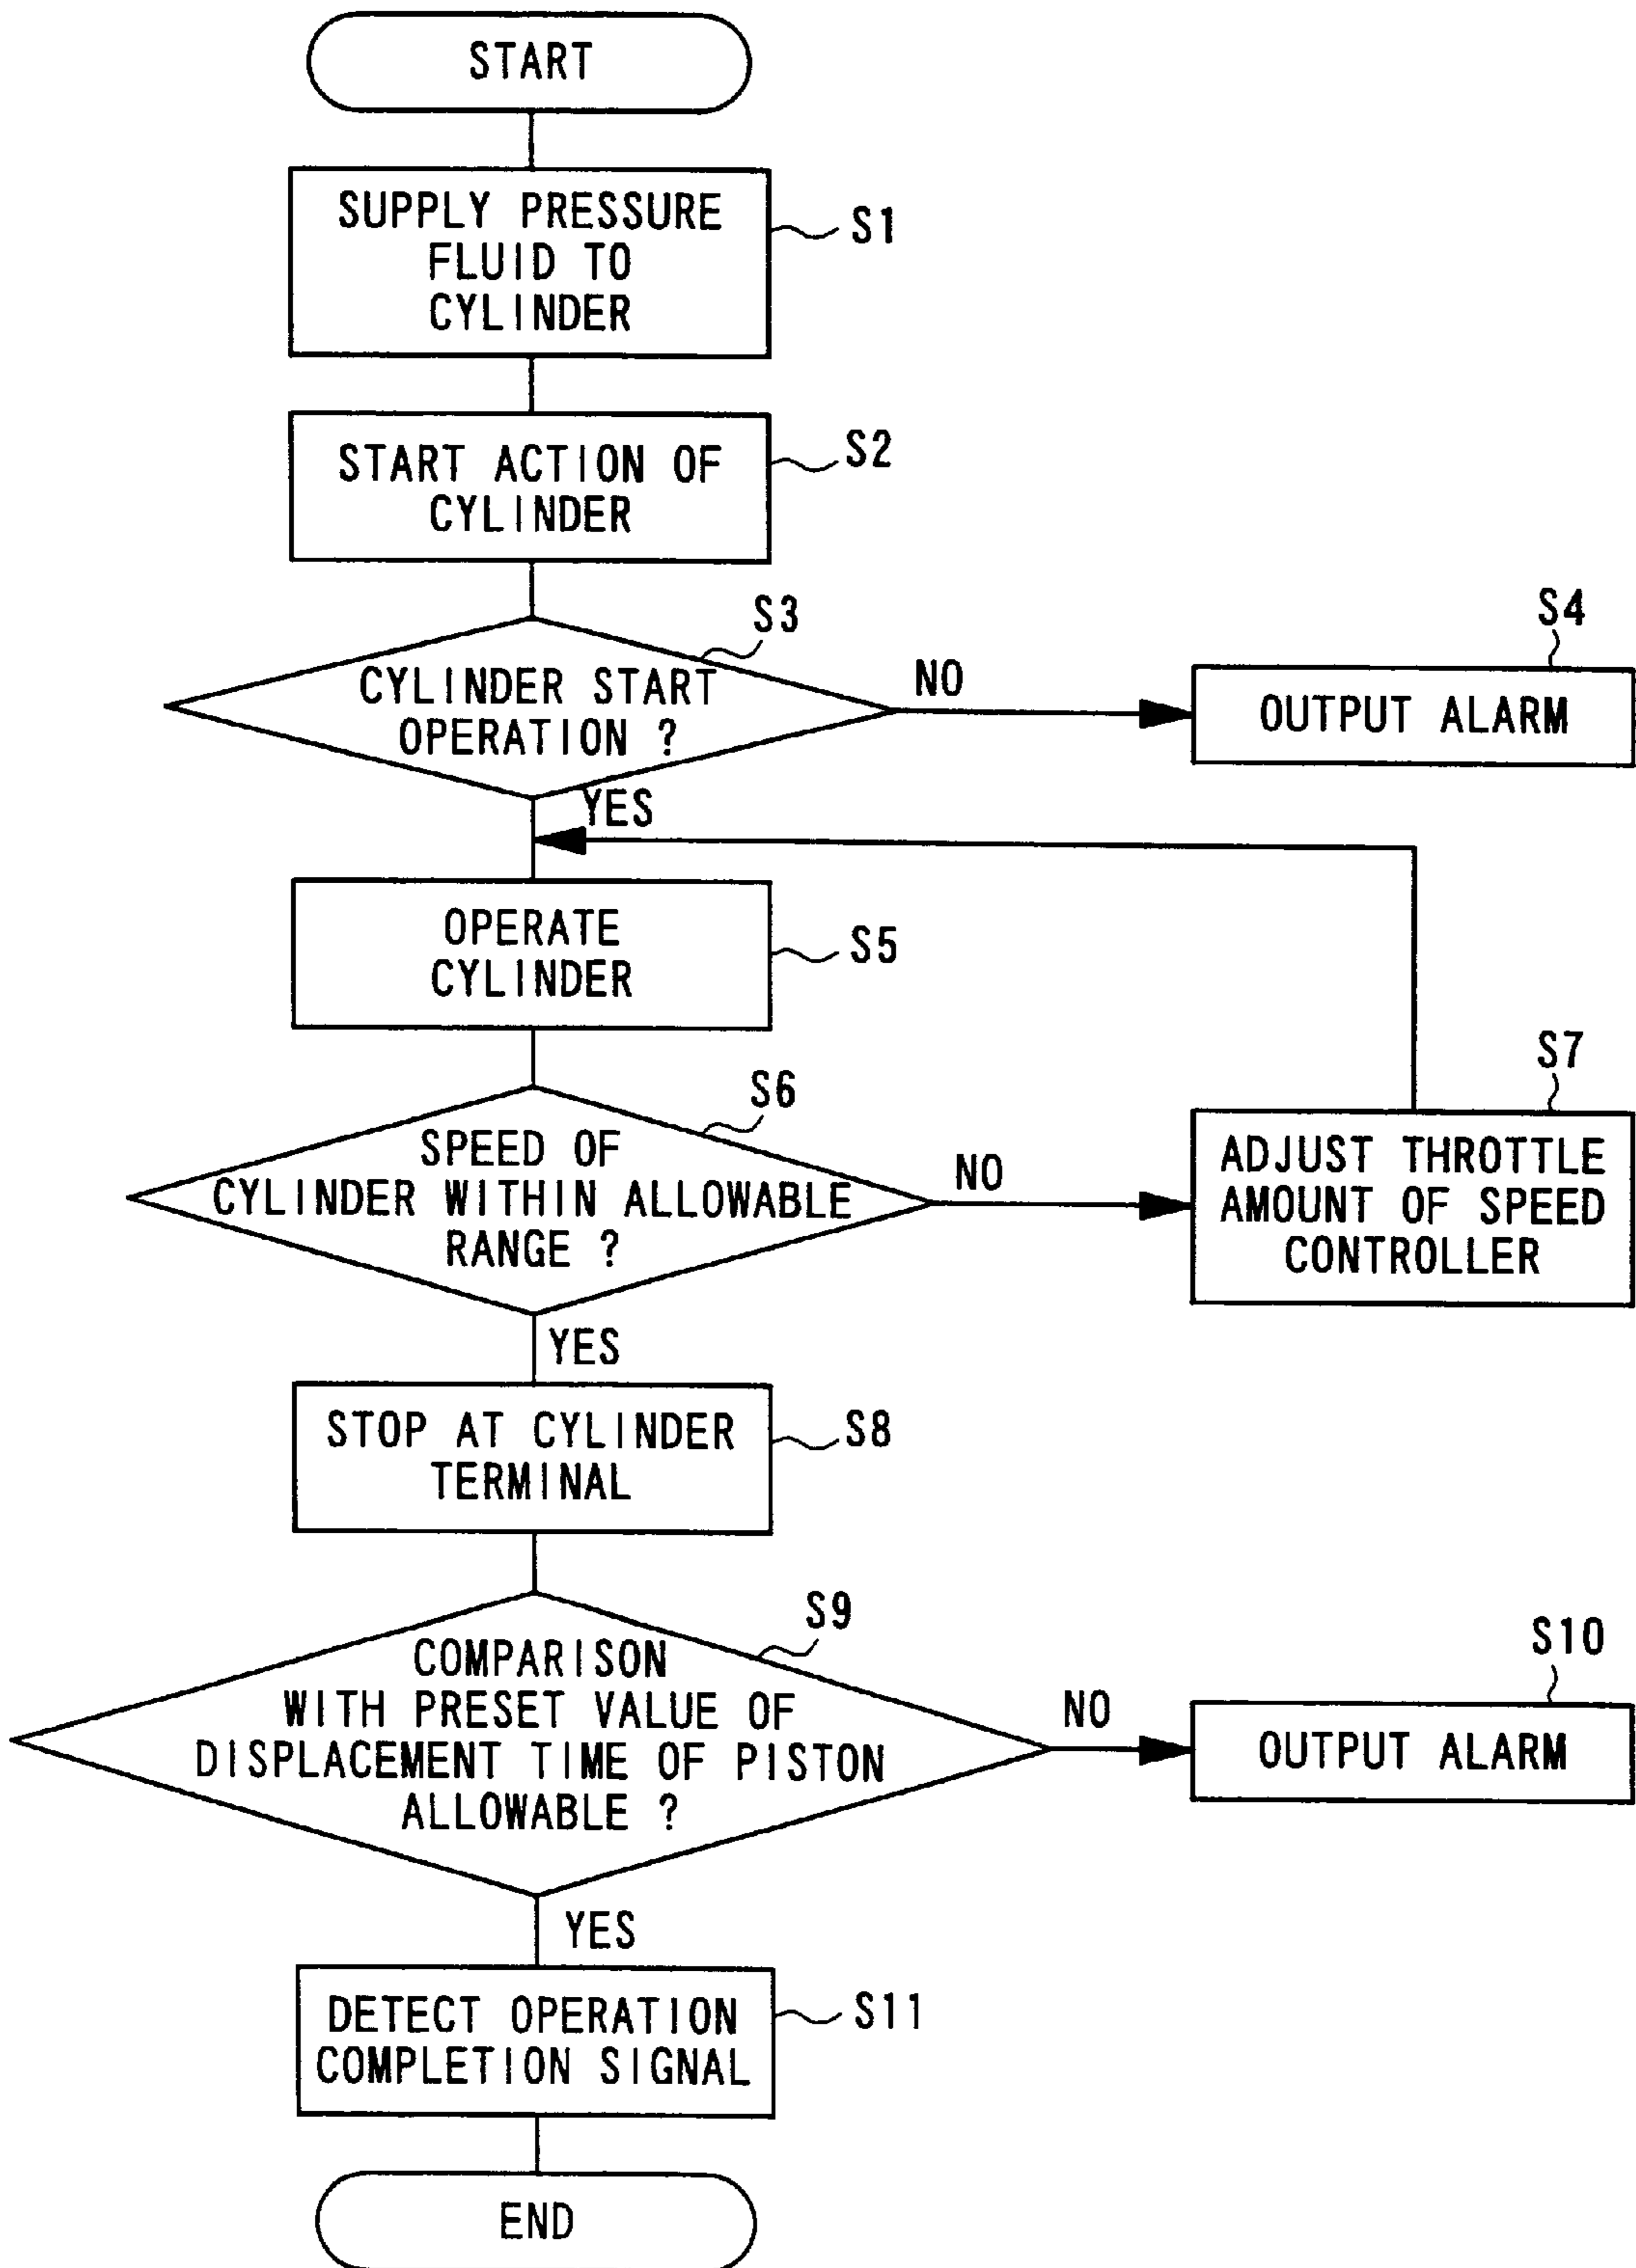 START
SUPPLY PRESSURE
FLUID TO
CYLINDER
S1
START ACTION OF
CYLINDER
S2
S3
CYLINDER START
OPERATION ?
NO
S4
OUTPUT ALARM
YES
OPERATE
CYLINDER
S5
S6
SPEED OF
CYLINDER WITHIN ALLOWABLE
RANGE ?
NO
S7
ADJUST THROTTLE
AMOUNT OF SPEED
CONTROLLER
YES
STOP AT CYLINDER
TERMINAL
S8
S9
COMPARISON
WITH PRESET VALUE OF
DISPLACEMENT TIME OF PISTON
ALLOWABLE ?
NO
S10
OUTPUT ALARM
YES
DETECT OPERATION
COMPLETION SIGNAL
S11
END